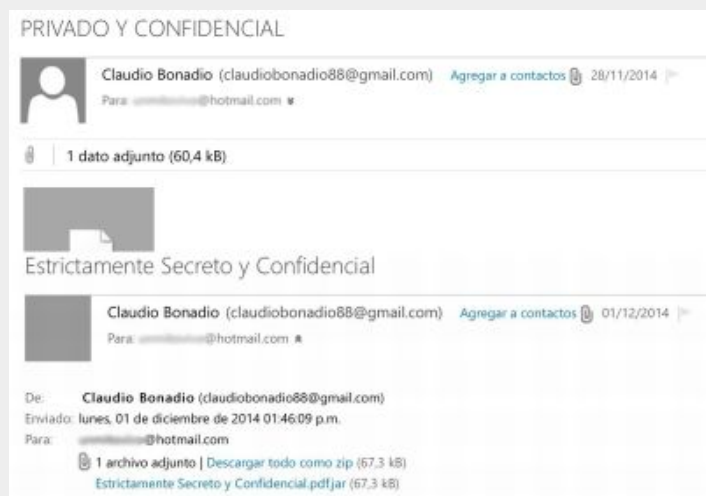 PRIVADO Y CONFIDENCIAL
Claudio Bonadio (claudiobonadio88@gmail.com) Agregar a contactos 28/11/2014
Para: @hotmail.com
1 dato adjunto (60,4 kB)
Estrictamente Secreto y Confidencial
Claudio Bonadio (claudiobonadio88@gmail.com) Agregar a contactos 01/12/2014
Para: @hotmail.com
De: Claudio Bonadio (claudiobonadio88@gmail.com)
Enviado: lunes, 01 de diciembre de 2014 01:46:09 p.m.
Para: @hotmail.com
1 archivo adjunto | Descargar todo como zip (67,3 kB)
Estrictamente Secreto y Confidencial.pdf.jar (67,3 kB)